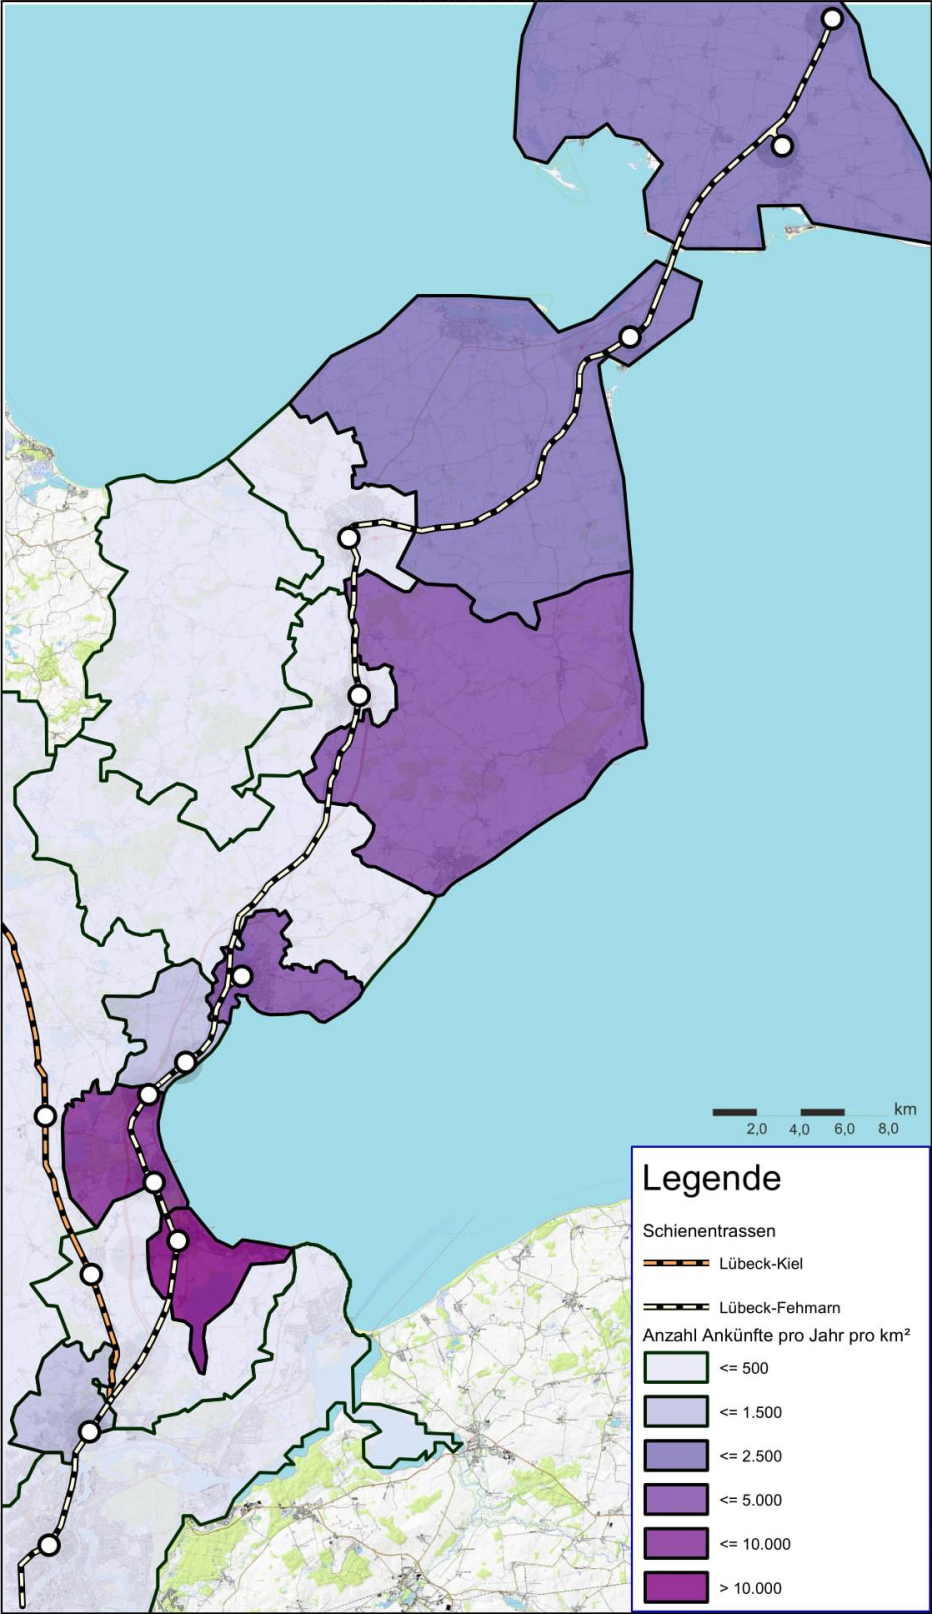 km
2,0 4,0 6,0 8,0
Legende
Schienentrassen
Lübeck-Kiel
Lübeck-Fehmarn
Anzahl Ankünfte pro Jahr pro km²
<= 500
<= 1.500
<= 2.500
<= 5.000
<= 10.000
> 10.000